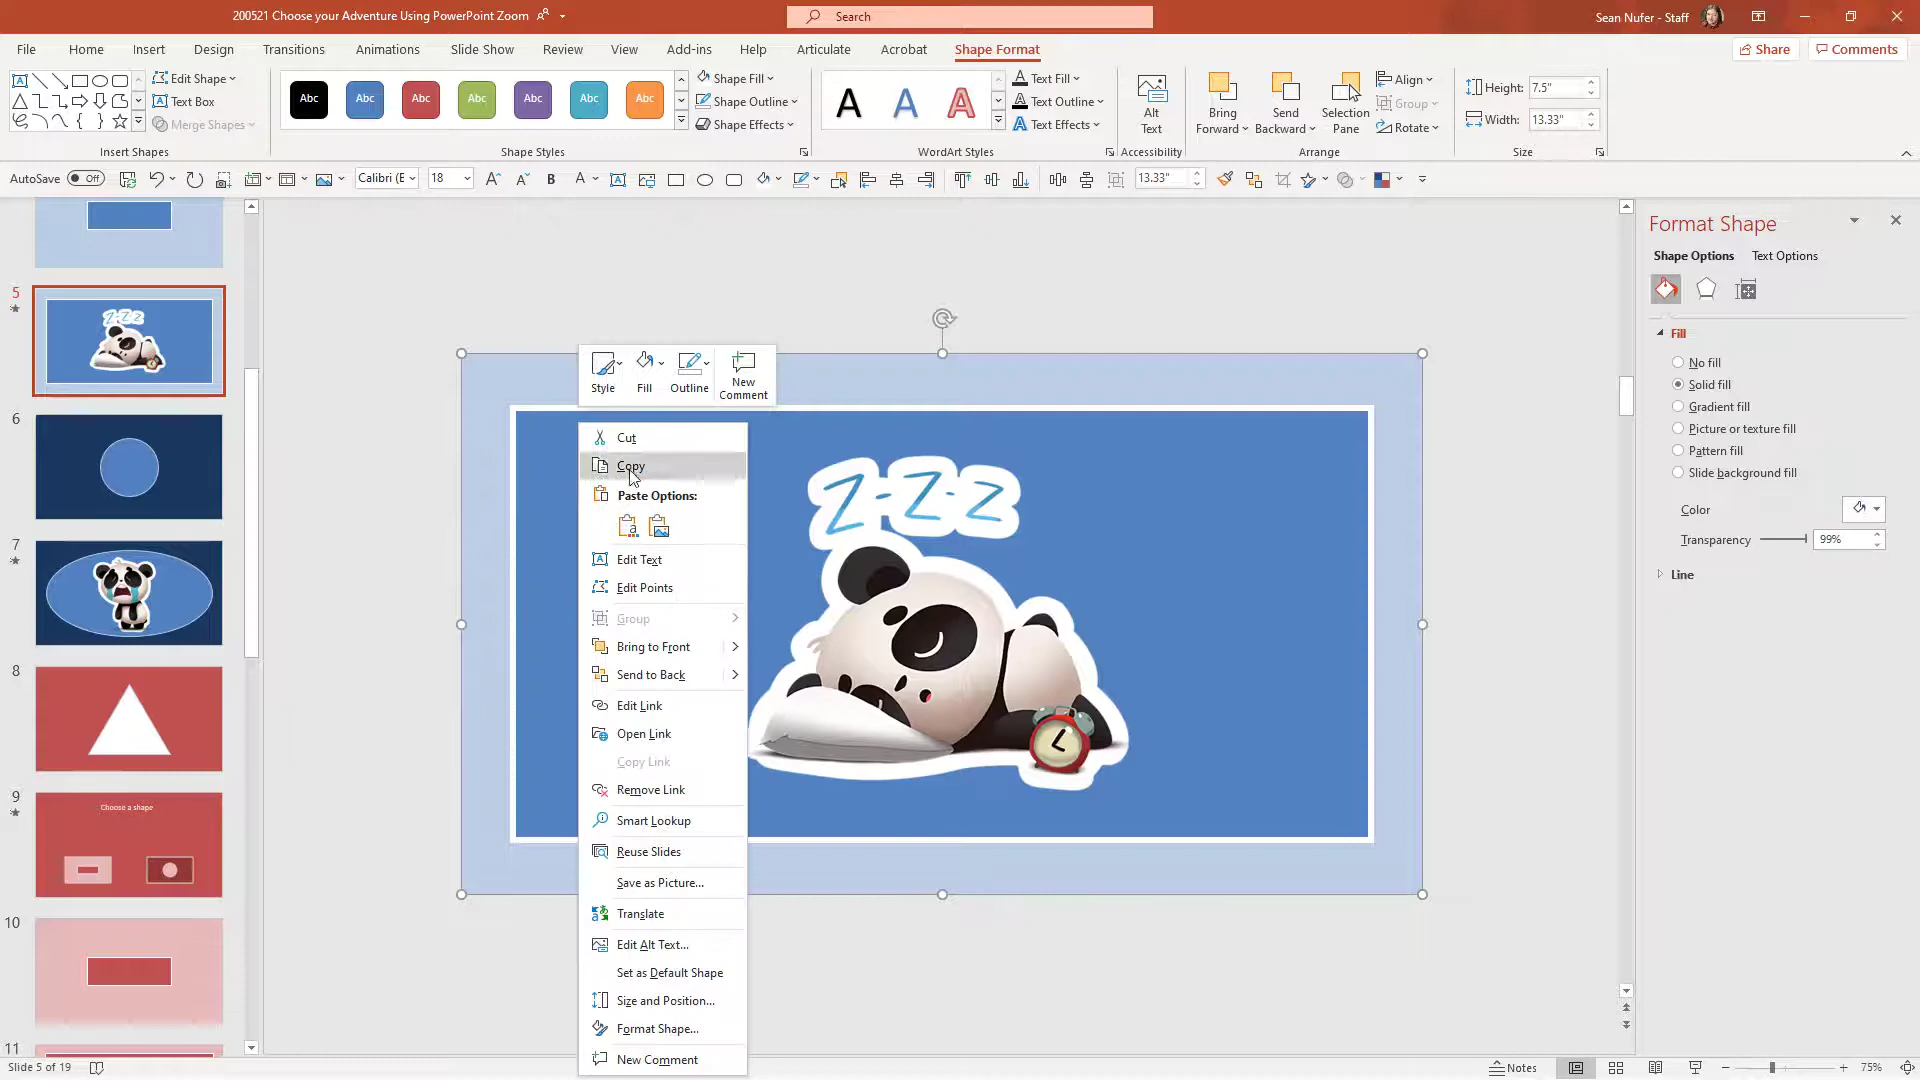 200521 Choose your Adventure Using PowerPoint Zoom
Search
Sean Nufer - Staff
File Home Insert Design Transitions Animations Slide Show Review View Add-ins Help Articulate Acrobat Shape Format
Share Comments
Edit Shape
Text Box
Merge Shapes
Insert Shapes
Abc Abc Abc Abc Abc Abc Abc
Shape Fill
Shape Outline
Shape Effects
Shape Styles
A A A
Text Fill
Text Outline
Text Effects
WordArt Styles
Alt Text
Accessibility
Bring Forward
Send Backward
Selection Pane
Align
Group
Rotate
Arrange
Height: 7.5"
Width: 13.33"
Size
AutoSave Off
Calibri (E 18
B
13.33"
5
Z-Z-Z
6
7
8
9
Choose a shape
10
11
Style Fill Outline New Comment
Cut
Copy
Paste Options:
Edit Text
Edit Points
Group
Bring to Front
Send to Back
Edit Link
Open Link
Copy Link
Remove Link
Smart Lookup
Reuse Slides
Save as Picture...
Translate
Edit Alt Text...
Set as Default Shape
Size and Position...
Format Shape...
New Comment
Z-Z-Z
Format Shape
Shape Options Text Options
Fill
No fill
Solid fill
Gradient fill
Picture or texture fill
Pattern fill
Slide background fill
Color
Transparency 99%
Line
Slide 5 of 19
Notes
75%